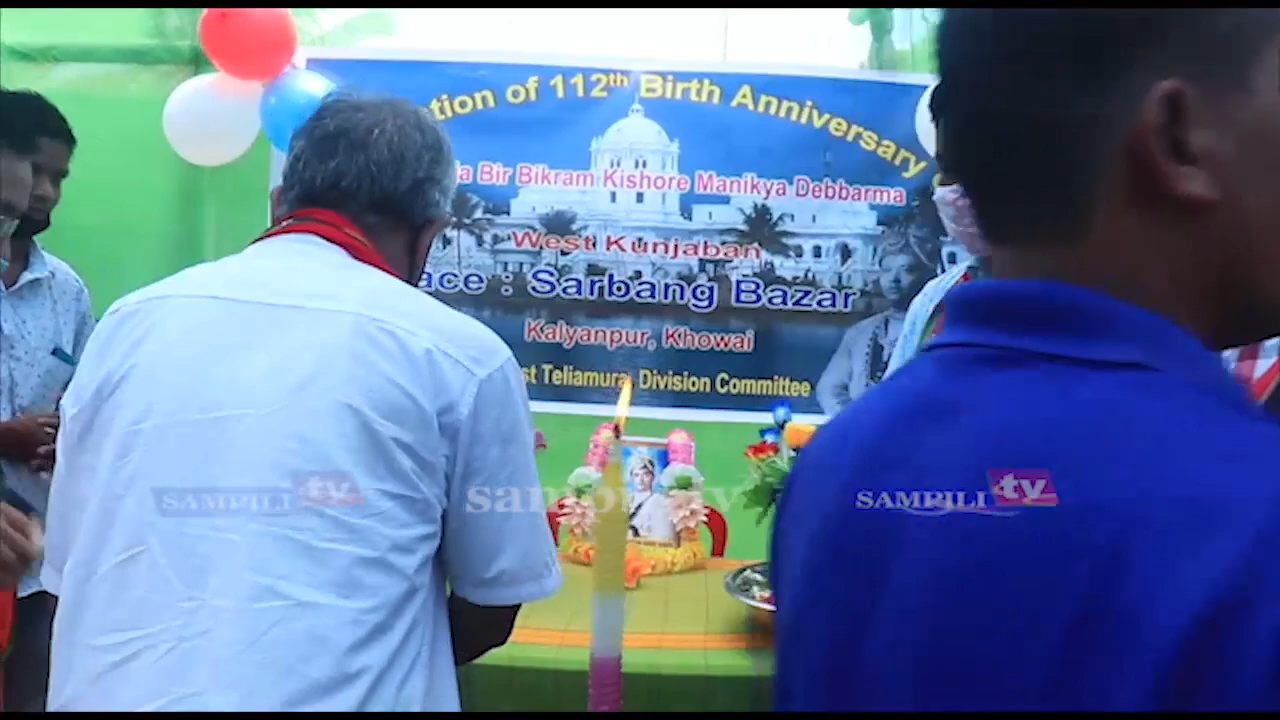 tion of 112th Birth Anniversary
Bir Bikram Kishore Manikya Debbarma
West Kunjaban
ace : Sarbang Bazar
Kalyanpur, Khowai
st Teliamura Division Committee
SAMPILI tv
sampili tv
SAMPILI tv